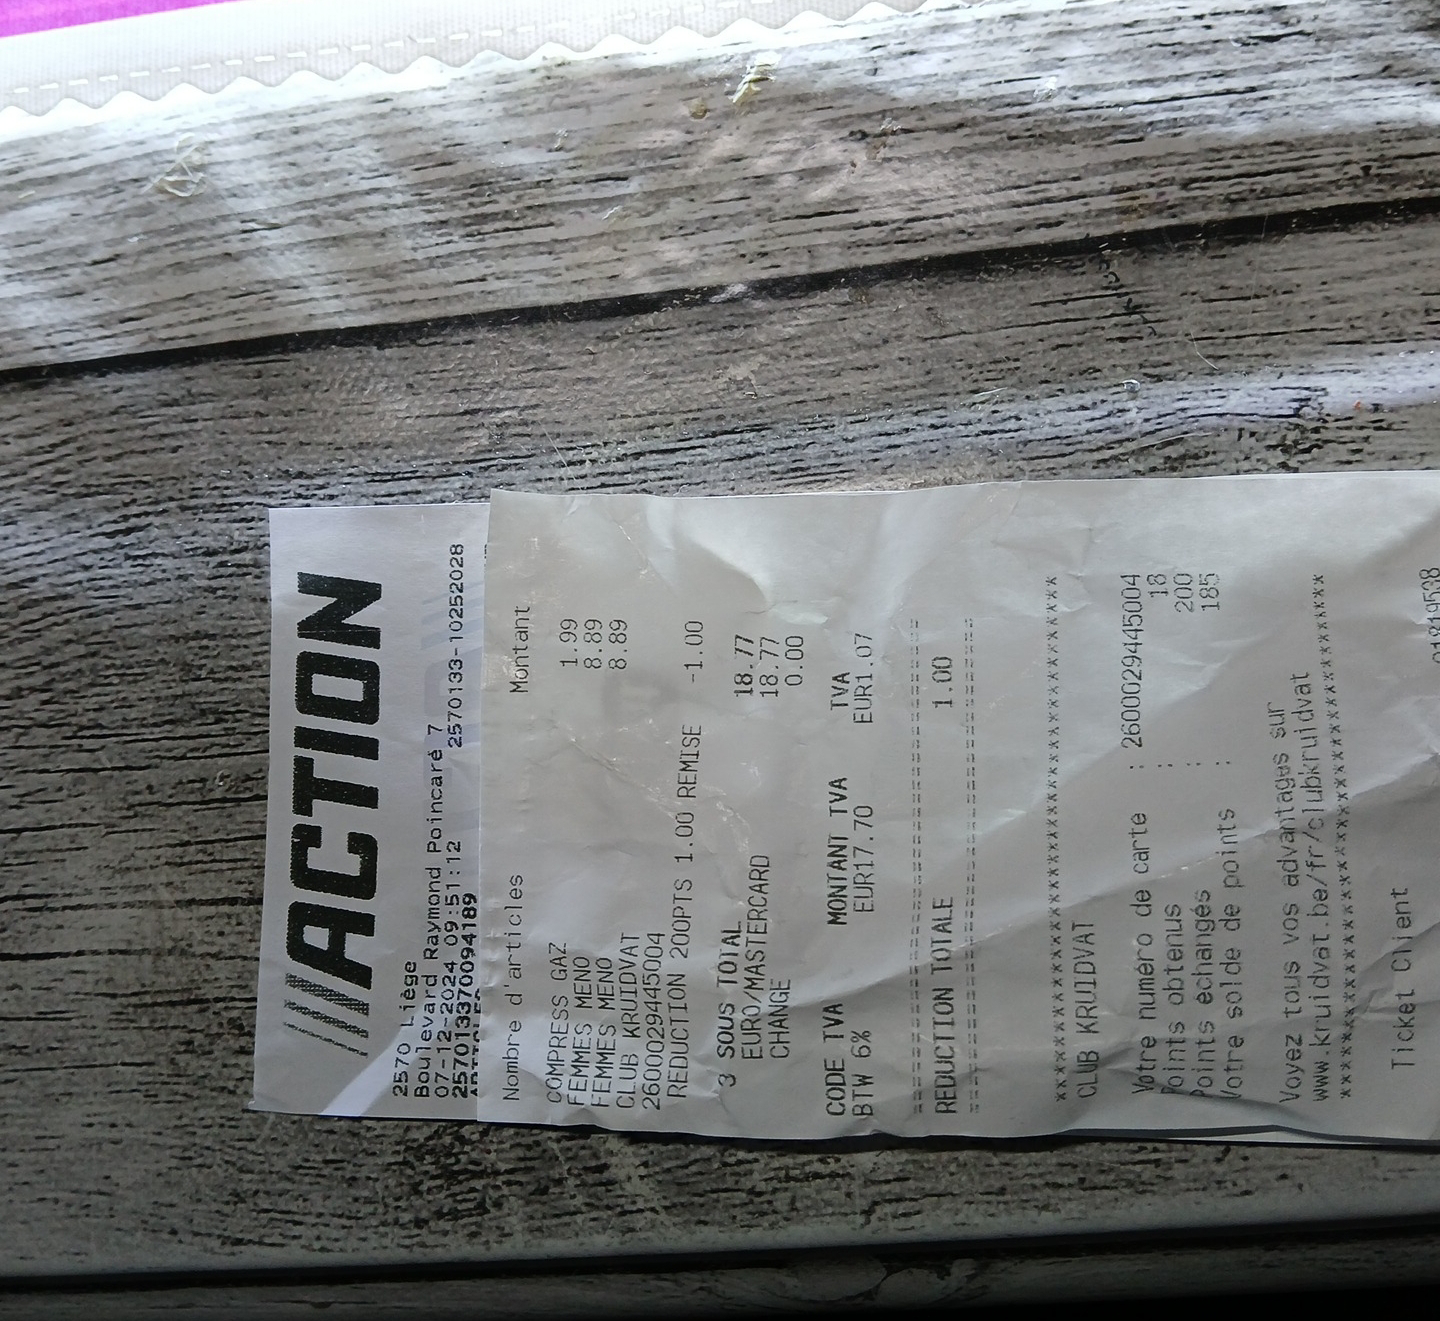 ACTION
2570 Liège
Boulevard Raymond Poincaré 7
07-12-2024 09:51:12 2570133-10252028
257013370094189
Nombre d'articles Montant
COMPRESS GAZ 1.99
FEMMES MENO 8.89
FEMMES MENO 8.89
CLUB KRUIDVAT
2600029445004
REDUCTION 200PTS 1.00 REMISE -1.00
3 SOUS TOTAL 18.77
EURO/MASTERCARD 18.77
CHANGE 0.00
CODE TVA MONTANT TVA TVA
BTW 6% EUR17.70 EUR1.07
REDUCTION TOTALE 1.00
************************************
CLUB KRUIDVAT
Votre numéro de carte : 2600029445004
Points obtenus : 18
Points échangés : 200
Votre solde de points : 185
Voyez tous vos advantages sur
www.kruidvat.be/fr/clubkruidvat
************************************
Ticket Client